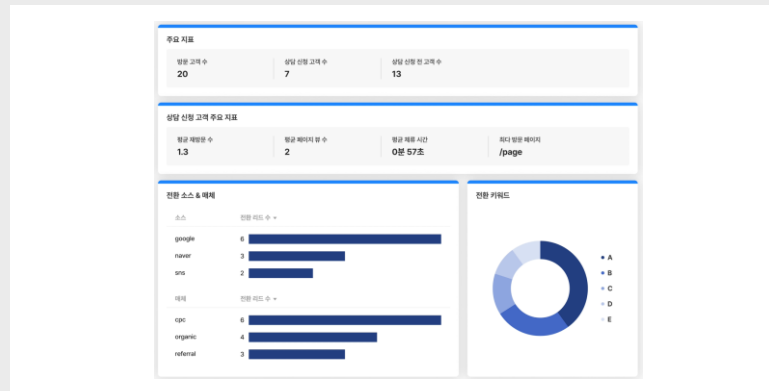 주요 지표
방문 고객 수
20
상담 신청 고객 수
7
상담 신청 전 고객 수
13
상담 신청 고객 주요 지표
평균 재방문 수
1.3
평균 페이지 뷰 수
2
평균 체류 시간
0분 57초
최다 방문 페이지
/page
전환 소스 & 매체
소스 전환 리드 수
google 6
naver 3
sns 2
매체 전환 리드 수
cpc 6
organic 4
referral 3
전환 키워드
A
B
C
D
E